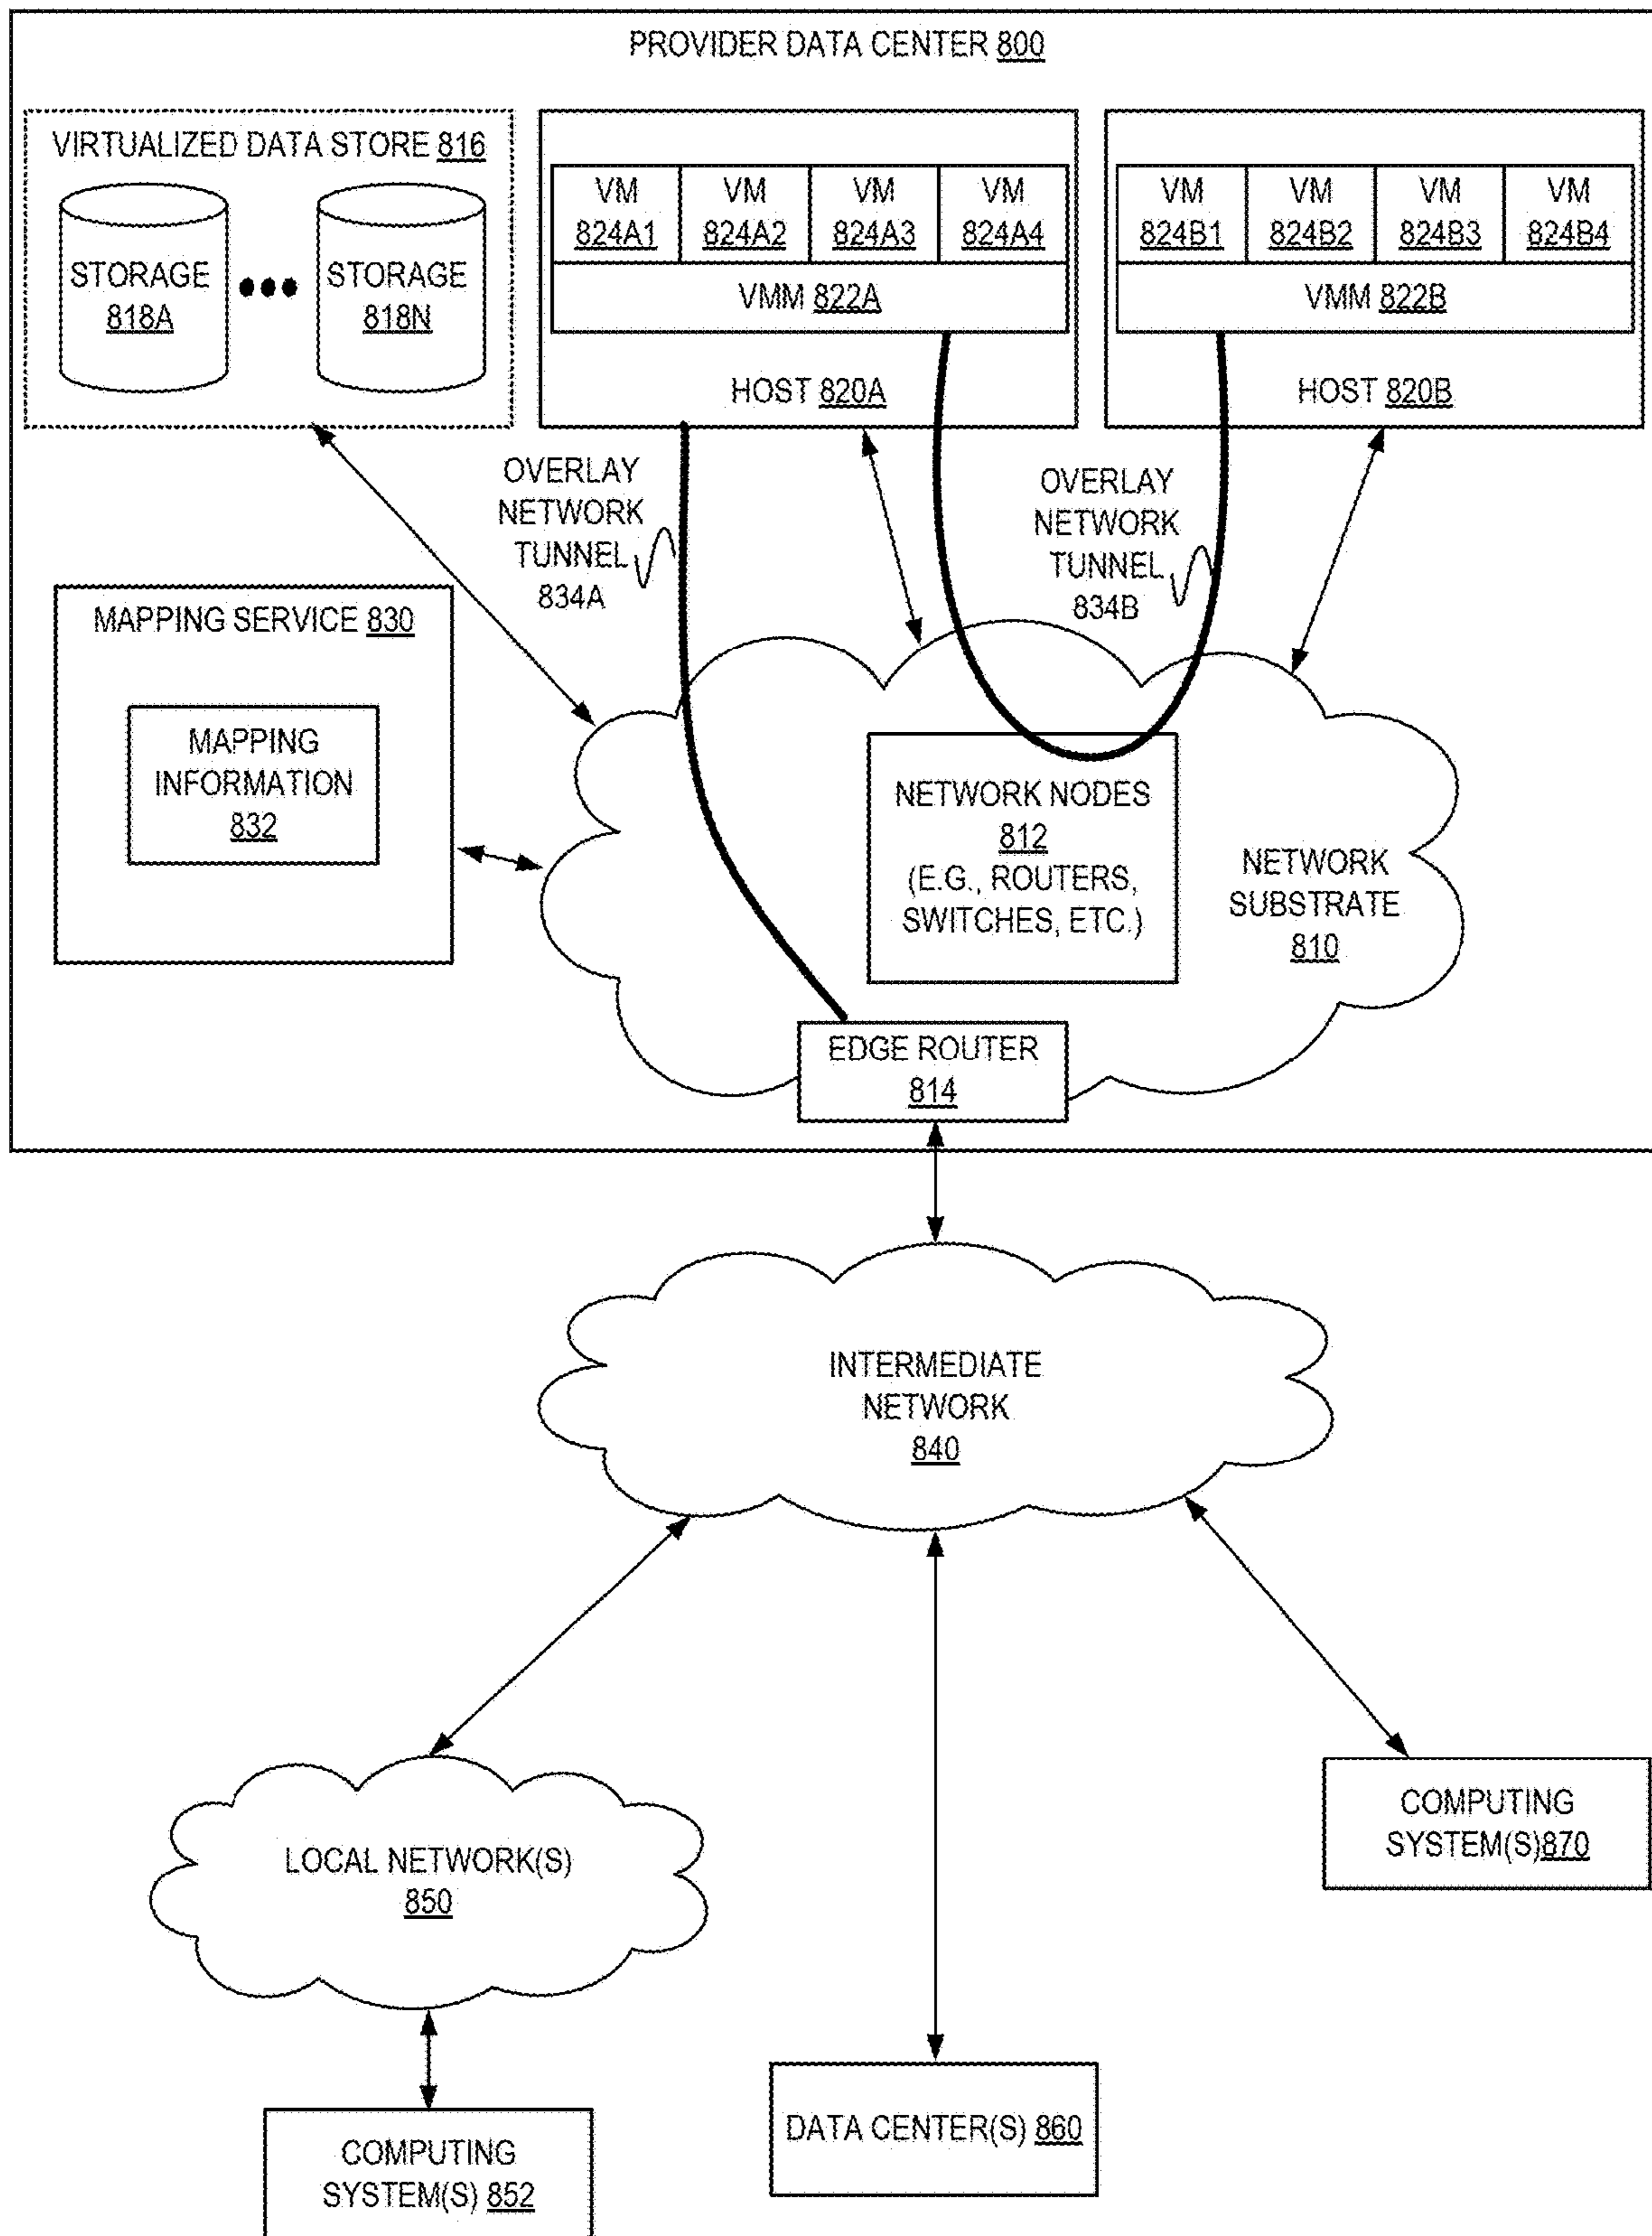 PROVIDER DATA CENTER 800
VIRTUALIZED DATA STORE 816
STORAGE
818A
STORAGE
818N
VM
824A1
VM
824A2
VM
824A3
VM
824A4
VMM 822A
HOST 820A
VM
824B1
VM
824B2
VM
824B3
VM
824B4
VMM 822B
HOST 820B
OVERLAY
NETWORK
TUNNEL
834A
OVERLAY
NETWORK
TUNNEL
834B
MAPPING SERVICE 830
MAPPING
INFORMATION
832
NETWORK NODES
812
(E.G., ROUTERS,
SWITCHES, ETC.)
NETWORK
SUBSTRATE
810
EDGE ROUTER
814
INTERMEDIATE
NETWORK
840
LOCAL NETWORK(S)
850
COMPUTING
SYSTEM(S)870
DATA CENTER(S) 860
COMPUTING
SYSTEM(S) 852